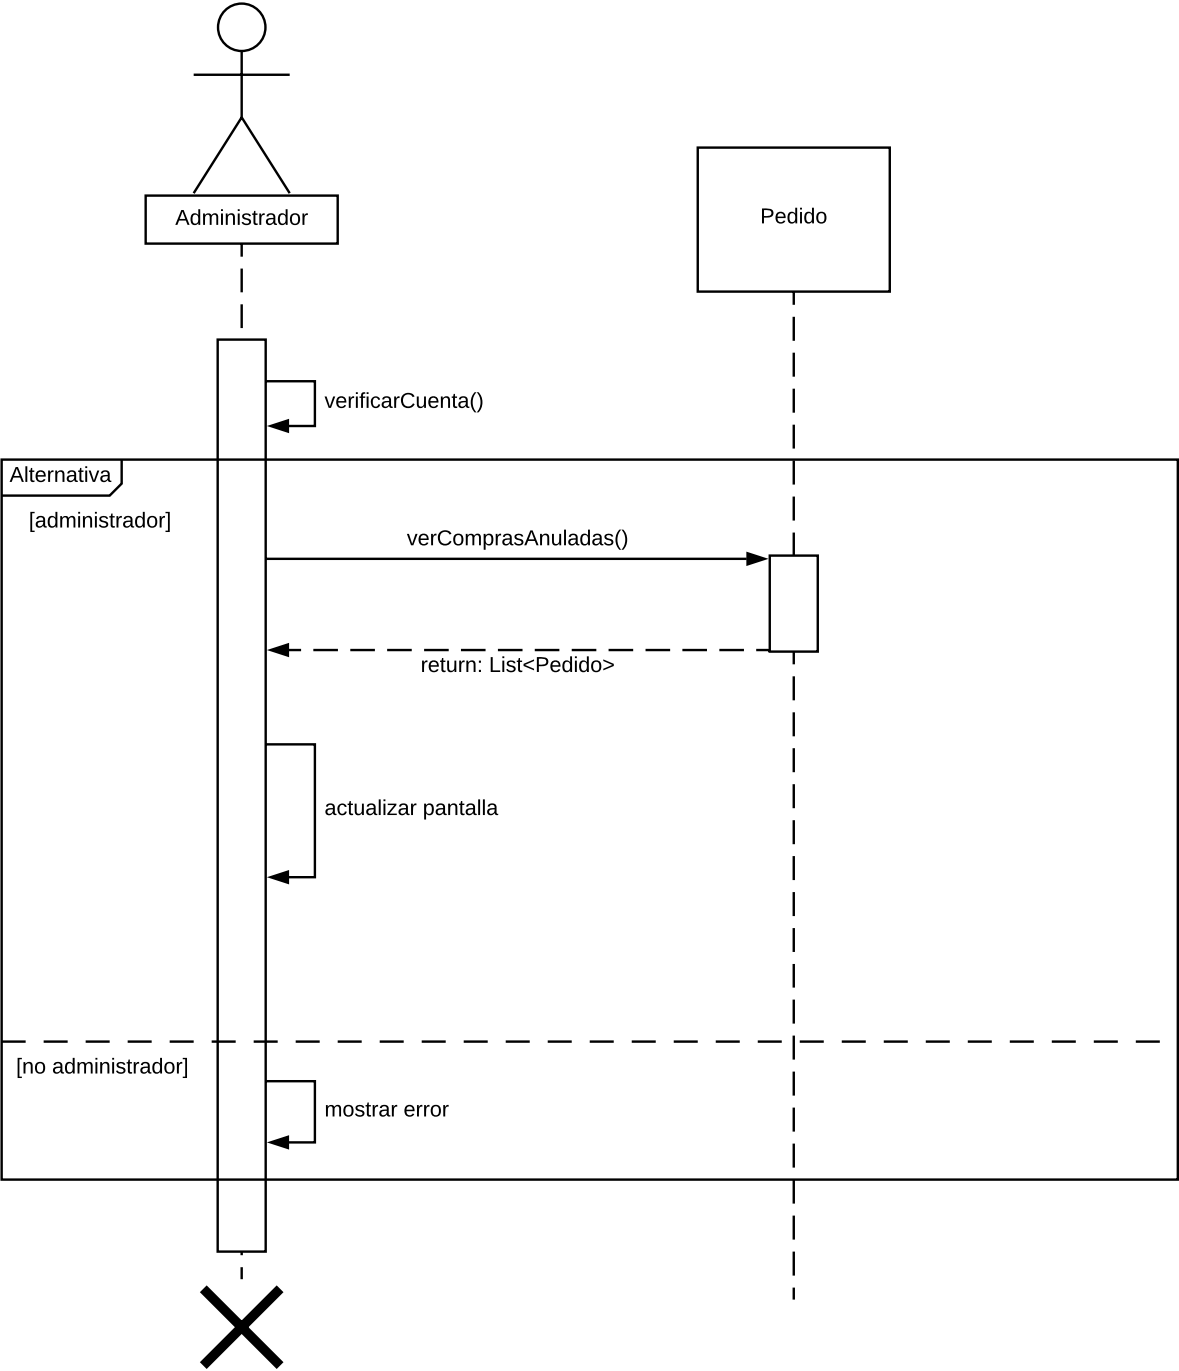 Administrador
Pedido
verificarCuenta()
Alternativa
[administrador]
verComprasAnuladas()
return: List<Pedido>
actualizar pantalla
[no administrador]
mostrar error